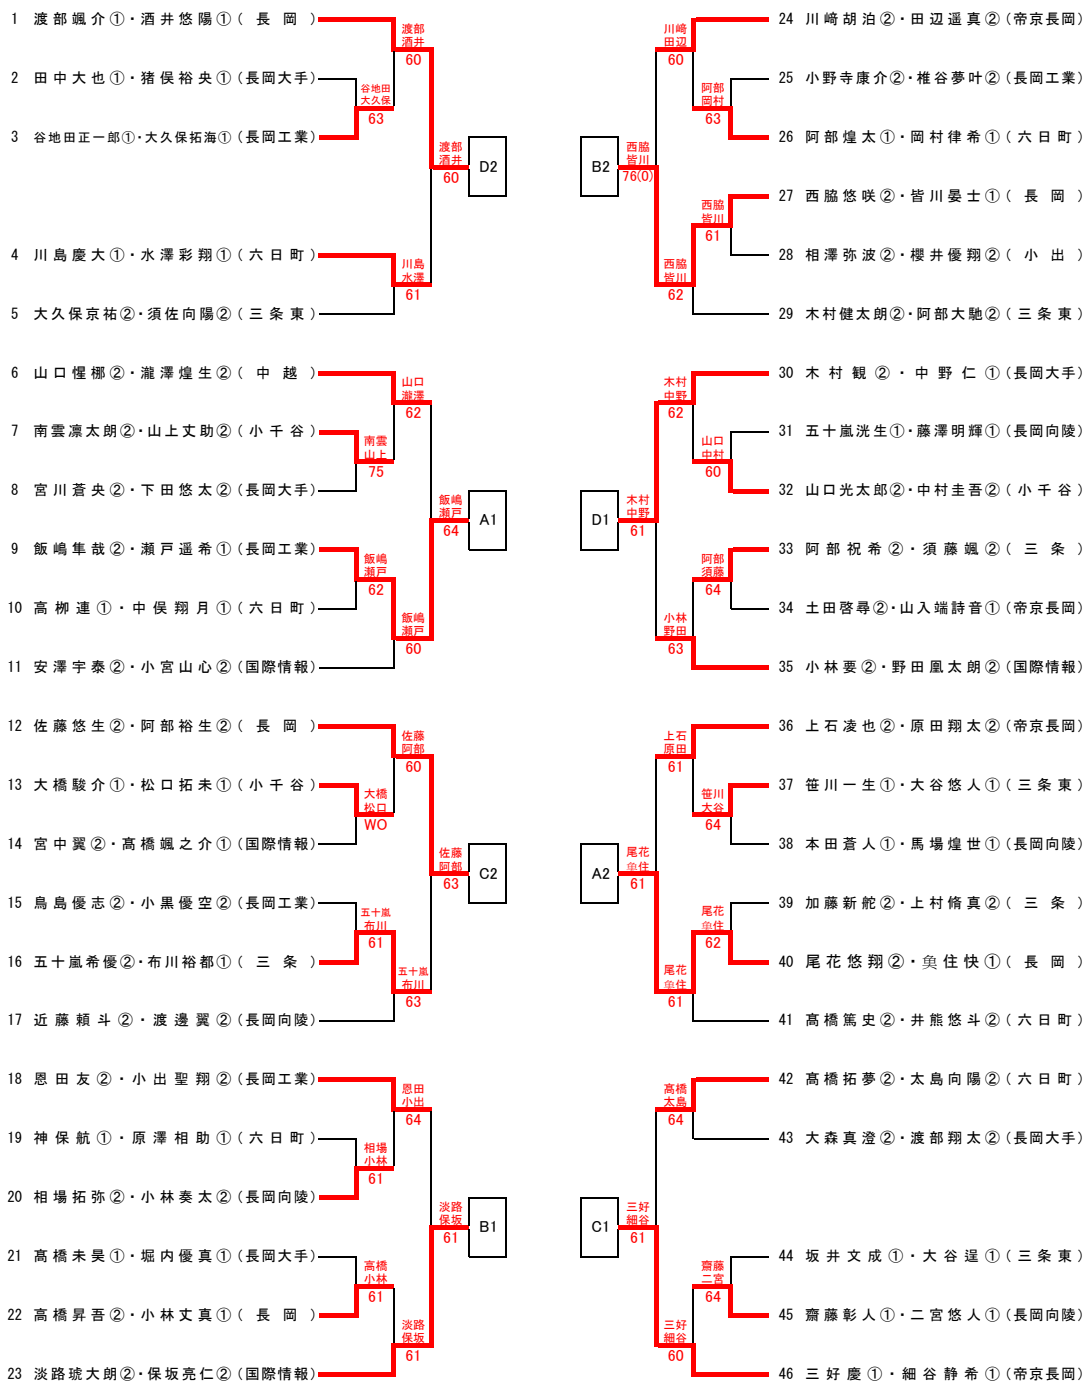 1 渡部颯介①・酒井悠陽①(長岡)
2 田中大也①・猪俣裕央①(長岡大手)
3 谷地田正一郎①・大久保拓海①(長岡工業)
4 川島慶大①・水澤彩翔①(六日町)
5 大久保京祐②・須佐向陽②(三条東)
渡部
酒井
60
谷地田
大久保
63
川島
水澤
61
渡部
酒井
60
D2
6 山口惺梛②・瀧澤煌生②(中越)
7 南雲凛太朗②・山上丈助②(小千谷)
8 宮川蒼央②・下田悠太②(長岡大手)
9 飯嶋隼哉②・瀬戸遥希①(長岡工業)
10 高栁連①・中俣翔月①(六日町)
11 安澤宇泰②・小宮山心②(国際情報)
山口
瀧澤
62
南雲
山上
75
飯嶋
瀬戸
62
飯嶋
瀬戸
60
飯嶋
瀬戸
64
A1
12 佐藤悠生②・阿部裕生②(長岡)
13 大橋駿介①・松口拓未①(小千谷)
14 宮中翼②・髙橋颯之介①(国際情報)
15 鳥島優志②・小黒優空②(長岡工業)
16 五十嵐希優②・布川裕都①(三条)
17 近藤頼斗②・渡邊翼②(長岡向陵)
佐藤
阿部
60
大橋
松口
WO
五十嵐
布川
61
五十嵐
布川
63
佐藤
阿部
63
C2
18 恩田友②・小出聖翔②(長岡工業)
19 神保航①・原澤相助①(六日町)
20 相場拓弥②・小林奏太②(長岡向陵)
21 髙橋未昊①・堀内優真①(長岡大手)
22 高橋昇吾②・小林丈真①(長岡)
23 淡路琥大朗②・保坂亮仁②(国際情報)
恩田
小出
64
相場
小林
61
高橋
小林
61
淡路
保坂
61
淡路
保坂
61
B1
24 川﨑胡泊②・田辺遥真②(帝京長岡)
25 小野寺康介②・椎谷夢叶②(長岡工業)
26 阿部煌太①・岡村律希①(六日町)
27 西脇悠咲②・皆川晏士①(長岡)
28 相澤弥波②・櫻井優翔②(小出)
29 木村健太朗②・阿部大馳②(三条東)
川﨑
田辺
60
阿部
岡村
63
西脇
皆川
61
西脇
皆川
62
西脇
皆川
76(0)
B2
30 木村観②・中野仁①(長岡大手)
31 五十嵐洸生①・藤澤明輝①(長岡向陵)
32 山口光太郎②・中村圭吾②(小千谷)
33 阿部祝希②・須藤颯②(三条)
34 土田啓尋②・山入端詩音①(帝京長岡)
35 小林要②・野田凰太朗②(国際情報)
木村
中野
62
山口
中村
60
阿部
須藤
64
小林
野田
63
木村
中野
61
D1
36 上石凌也②・原田翔太②(帝京長岡)
37 笹川一生①・大谷悠人①(三条東)
38 本田蒼人①・馬場煌世①(長岡向陵)
39 加藤新舵②・上村脩真②(三条)
40 尾花悠翔②・𠅘住快①(長岡)
41 髙橋篤史②・井熊悠斗②(六日町)
上石
原田
61
笹川
大谷
64
尾花
62
尾花
61
尾花
61
A2
42 髙橋拓夢②・太島向陽②(六日町)
43 大森真澄②・渡部翔太②(長岡大手)
44 坂井文成①・大谷逞①(三条東)
45 齋藤彰人①・二宮悠人①(長岡向陵)
46 三好慶①・細谷静希①(帝京長岡)
髙橋
太島
64
齋藤
二宮
64
三好
細谷
60
三好
細谷
61
C1